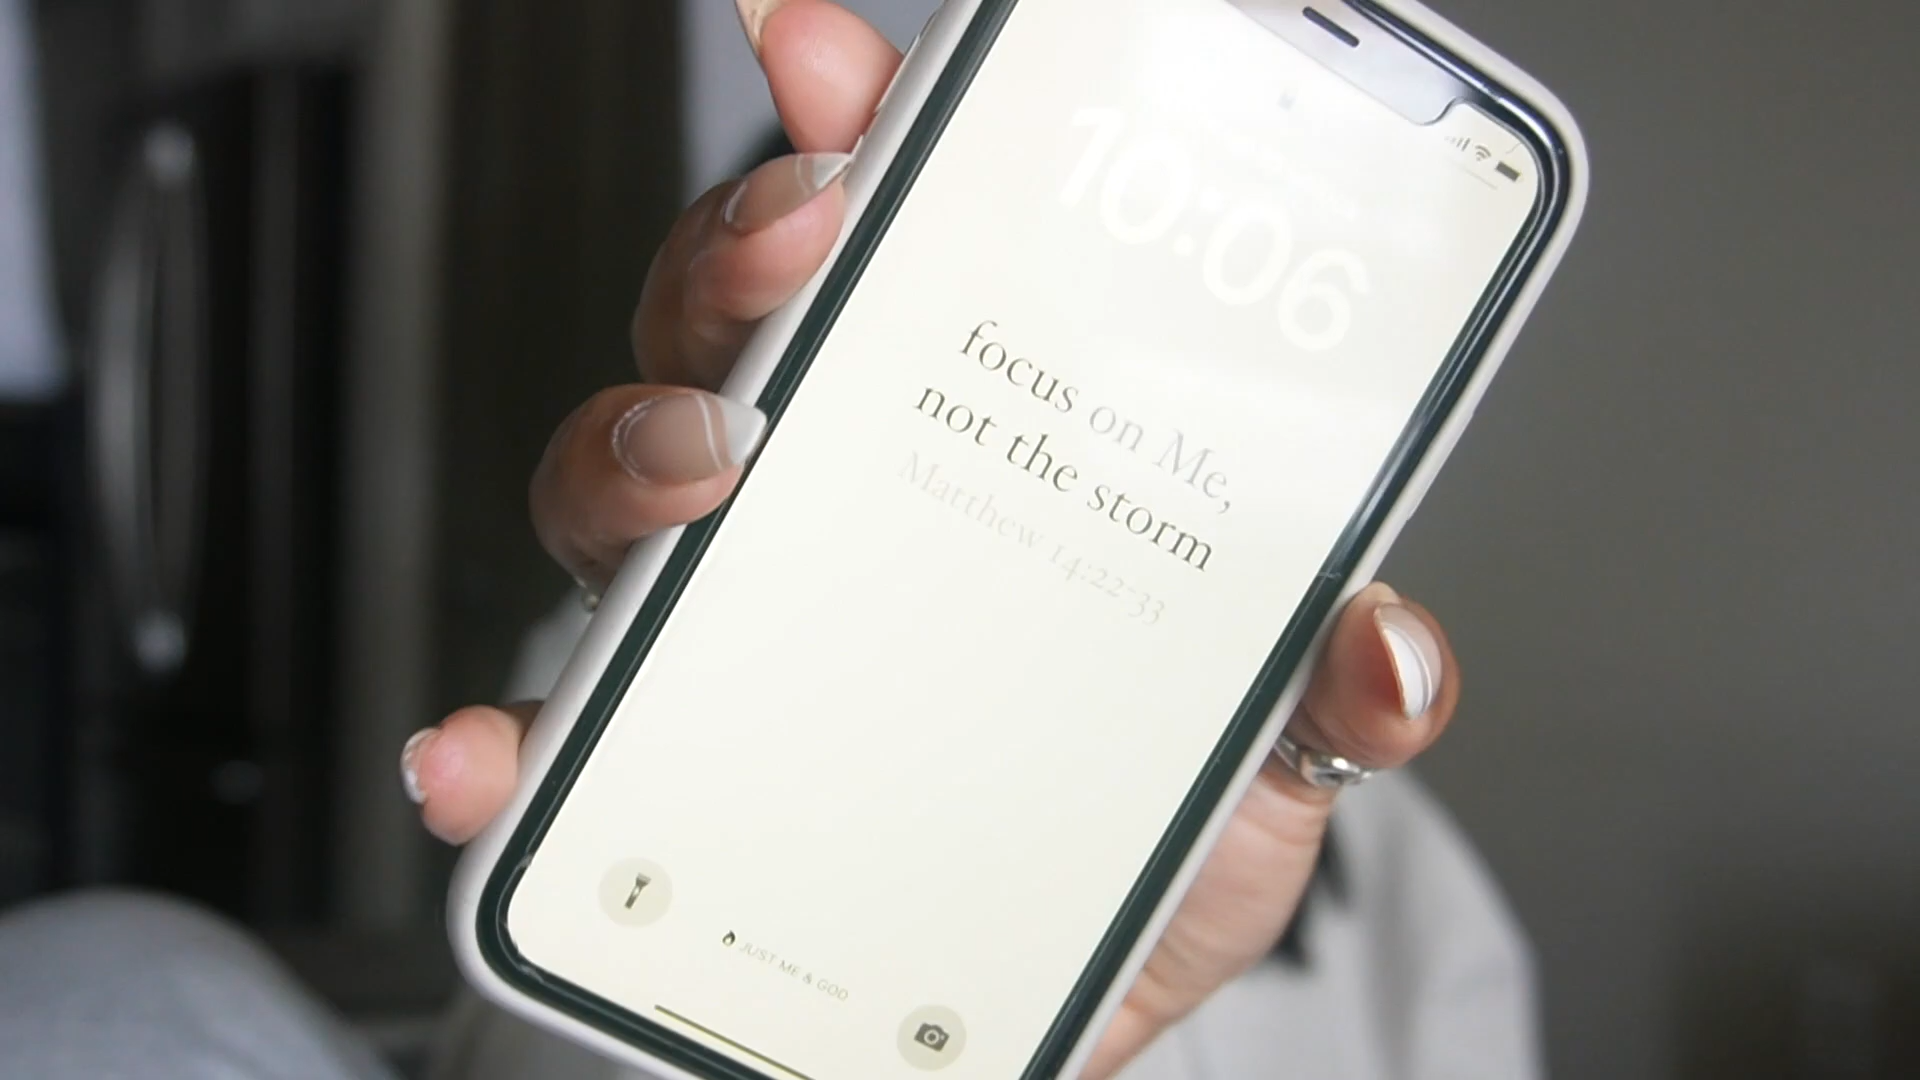 10:06
focus on Me,
not the storm
Matthew 14:22-33
JUST ME & GOD